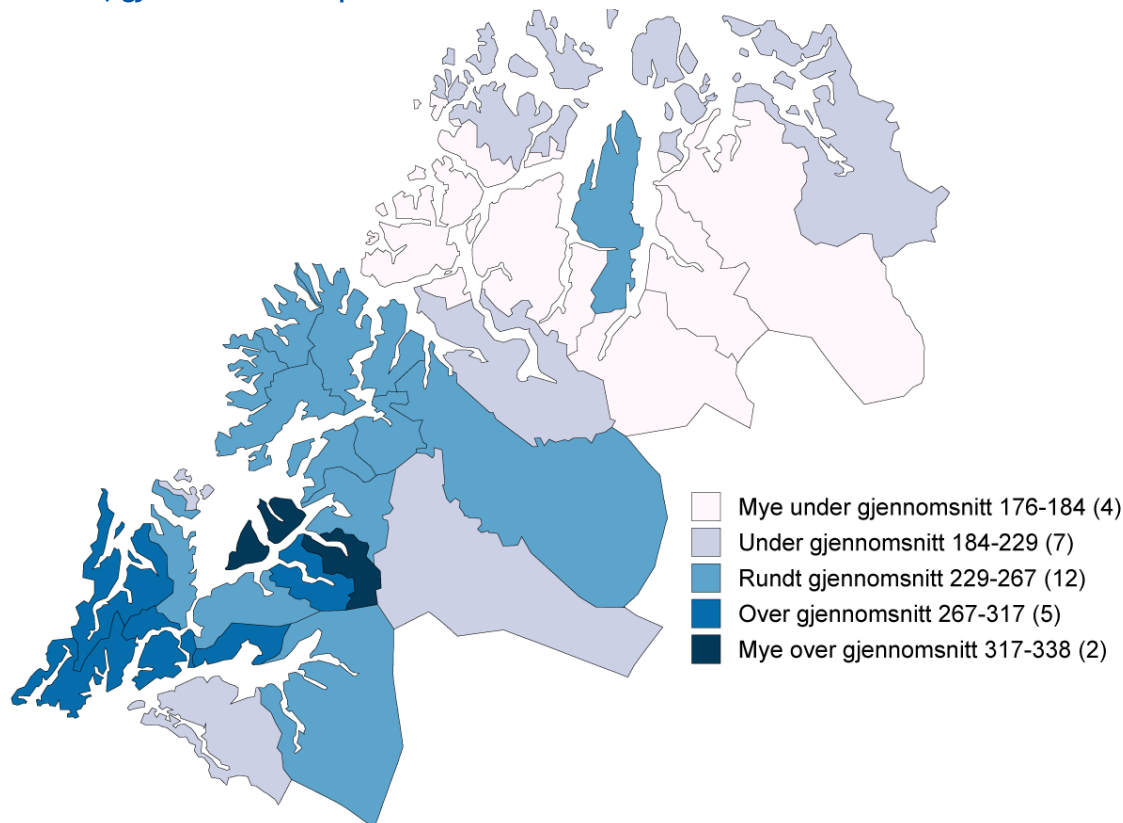 Mye under gjennomsnitt 176-184 (4)
Under gjennomsnitt 184-229 (7)
Rundt gjennomsnitt 229-267 (12)
Over gjennomsnitt 267-317 (5)
Mye over gjennomsnitt 317-338 (2)